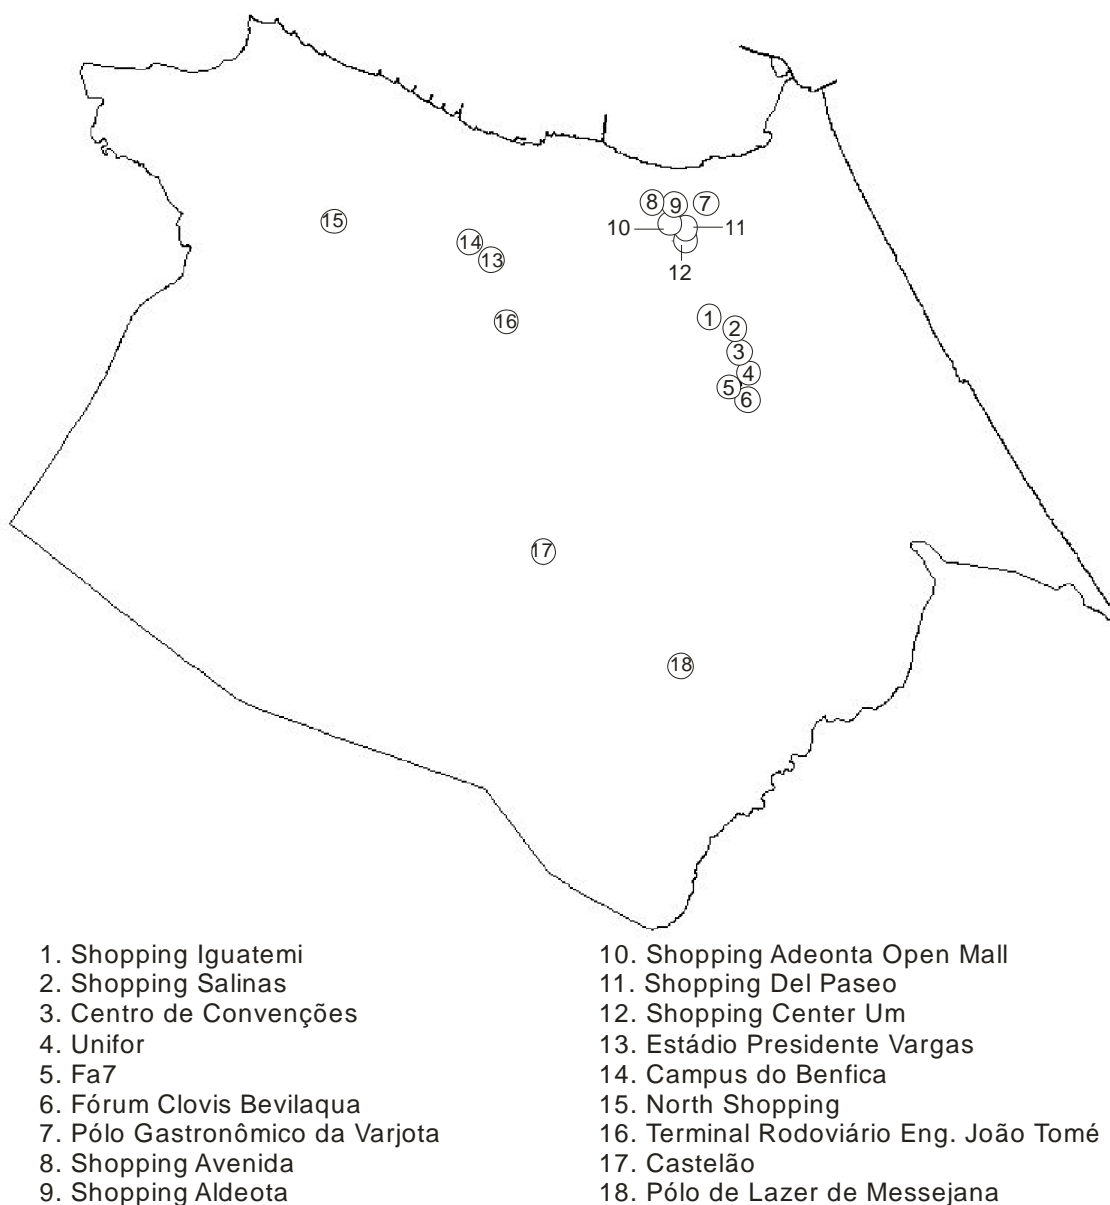 8
9
7
15
10
11
14
13
12
1
16
2
3
4
5
6
17
18
1. Shopping Iguatemi
2. Shopping Salinas
3. Centro de Convenções
4. Unifor
5. Fa7
6. Fórum Clovis Bevilaqua
7. Pólo Gastronômico da Varjota
8. Shopping Avenida
9. Shopping Aldeota
10. Shopping Adeonta Open Mall
11. Shopping Del Paseo
12. Shopping Center Um
13. Estádio Presidente Vargas
14. Campus do Benfica
15. North Shopping
16. Terminal Rodoviário Eng. João Tomé
17. Castelão
18. Pólo de Lazer de Messejana